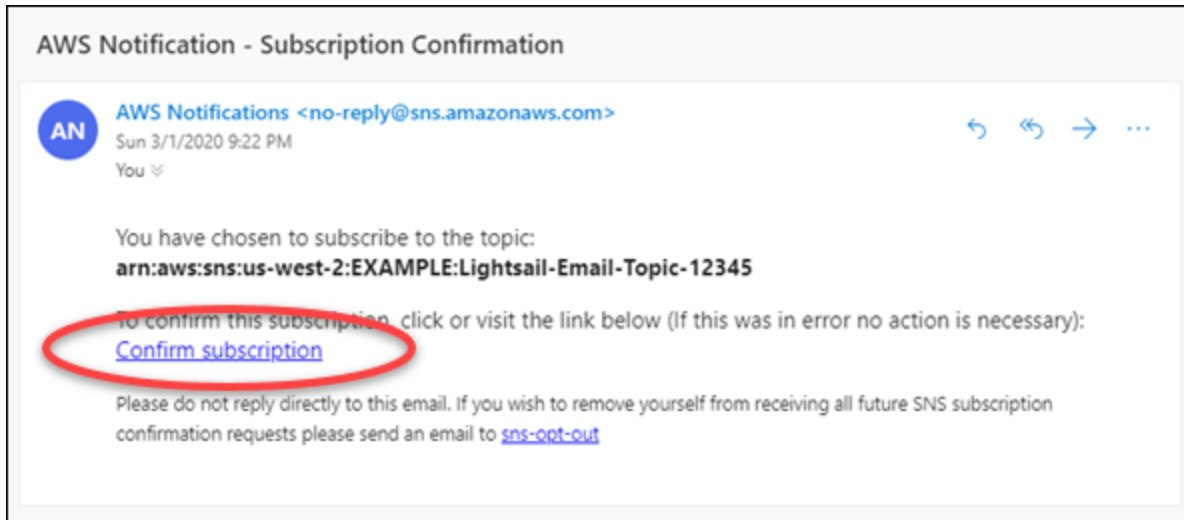 AWS Notification - Subscription Confirmation
AN
AWS Notifications <no-reply@sns.amazonaws.com>
Sun 3/1/2020 9:22 PM
You
You have chosen to subscribe to the topic:
arn:aws:sns:us-west-2:EXAMPLE:Lightsail-Email-Topic-12345
To confirm this subscription, click or visit the link below (If this was in error no action is necessary):
Confirm subscription
Please do not reply directly to this email. If you wish to remove yourself from receiving all future SNS subscription
confirmation requests please send an email to sns-opt-out